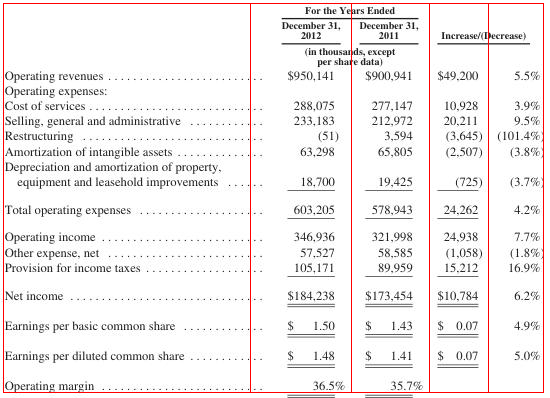 For the Years Ended
December 31, 2012 December 31, 2011 Increase/(Decrease)
(in thousands, except
per share data)
Operating revenues . . . . . . . . . . . . . . . . . . . . . . . . . $950,141 $900,941 $49,200 5.5%
Operating expenses:
Cost of services . . . . . . . . . . . . . . . . . . . . . . . . . . . . 288,075 277,147 10,928 3.9%
Selling, general and administrative . . . . . . . . . . . . 233,183 212,972 20,211 9.5%
Restructuring . . . . . . . . . . . . . . . . . . . . . . . . . . . . . (51) 3,594 (3,645) (101.4%
Amortization of intangible assets . . . . . . . . . . . . . . 63,298 65,805 (2,507) (3.8%
Depreciation and amortization of property,
equipment and leasehold improvements . . . . . . 18,700 19,425 (725) (3.7%
Total operating expenses . . . . . . . . . . . . . . . . . . . . 603,205 578,943 24,262 4.2%
Operating income . . . . . . . . . . . . . . . . . . . . . . . . . . 346,936 321,998 24,938 7.7%
Other expense, net . . . . . . . . . . . . . . . . . . . . . . . . . 57,527 58,585 (1,058) (1.8%
Provision for income taxes . . . . . . . . . . . . . . . . . . . 105,171 89,959 15,212 16.9%
Net income . . . . . . . . . . . . . . . . . . . . . . . . . . . . . . . $184,238 $173,454 $10,784 6.2%
Earnings per basic common share . . . . . . . . . . . . . $ 1.50 $ 1.43 $ 0.07 4.9%
Earnings per diluted common share . . . . . . . . . . . $ 1.48 $ 1.41 $ 0.07 5.0%
Operating margin . . . . . . . . . . . . . . . . . . . . . . . . . . 36.5% 35.7%